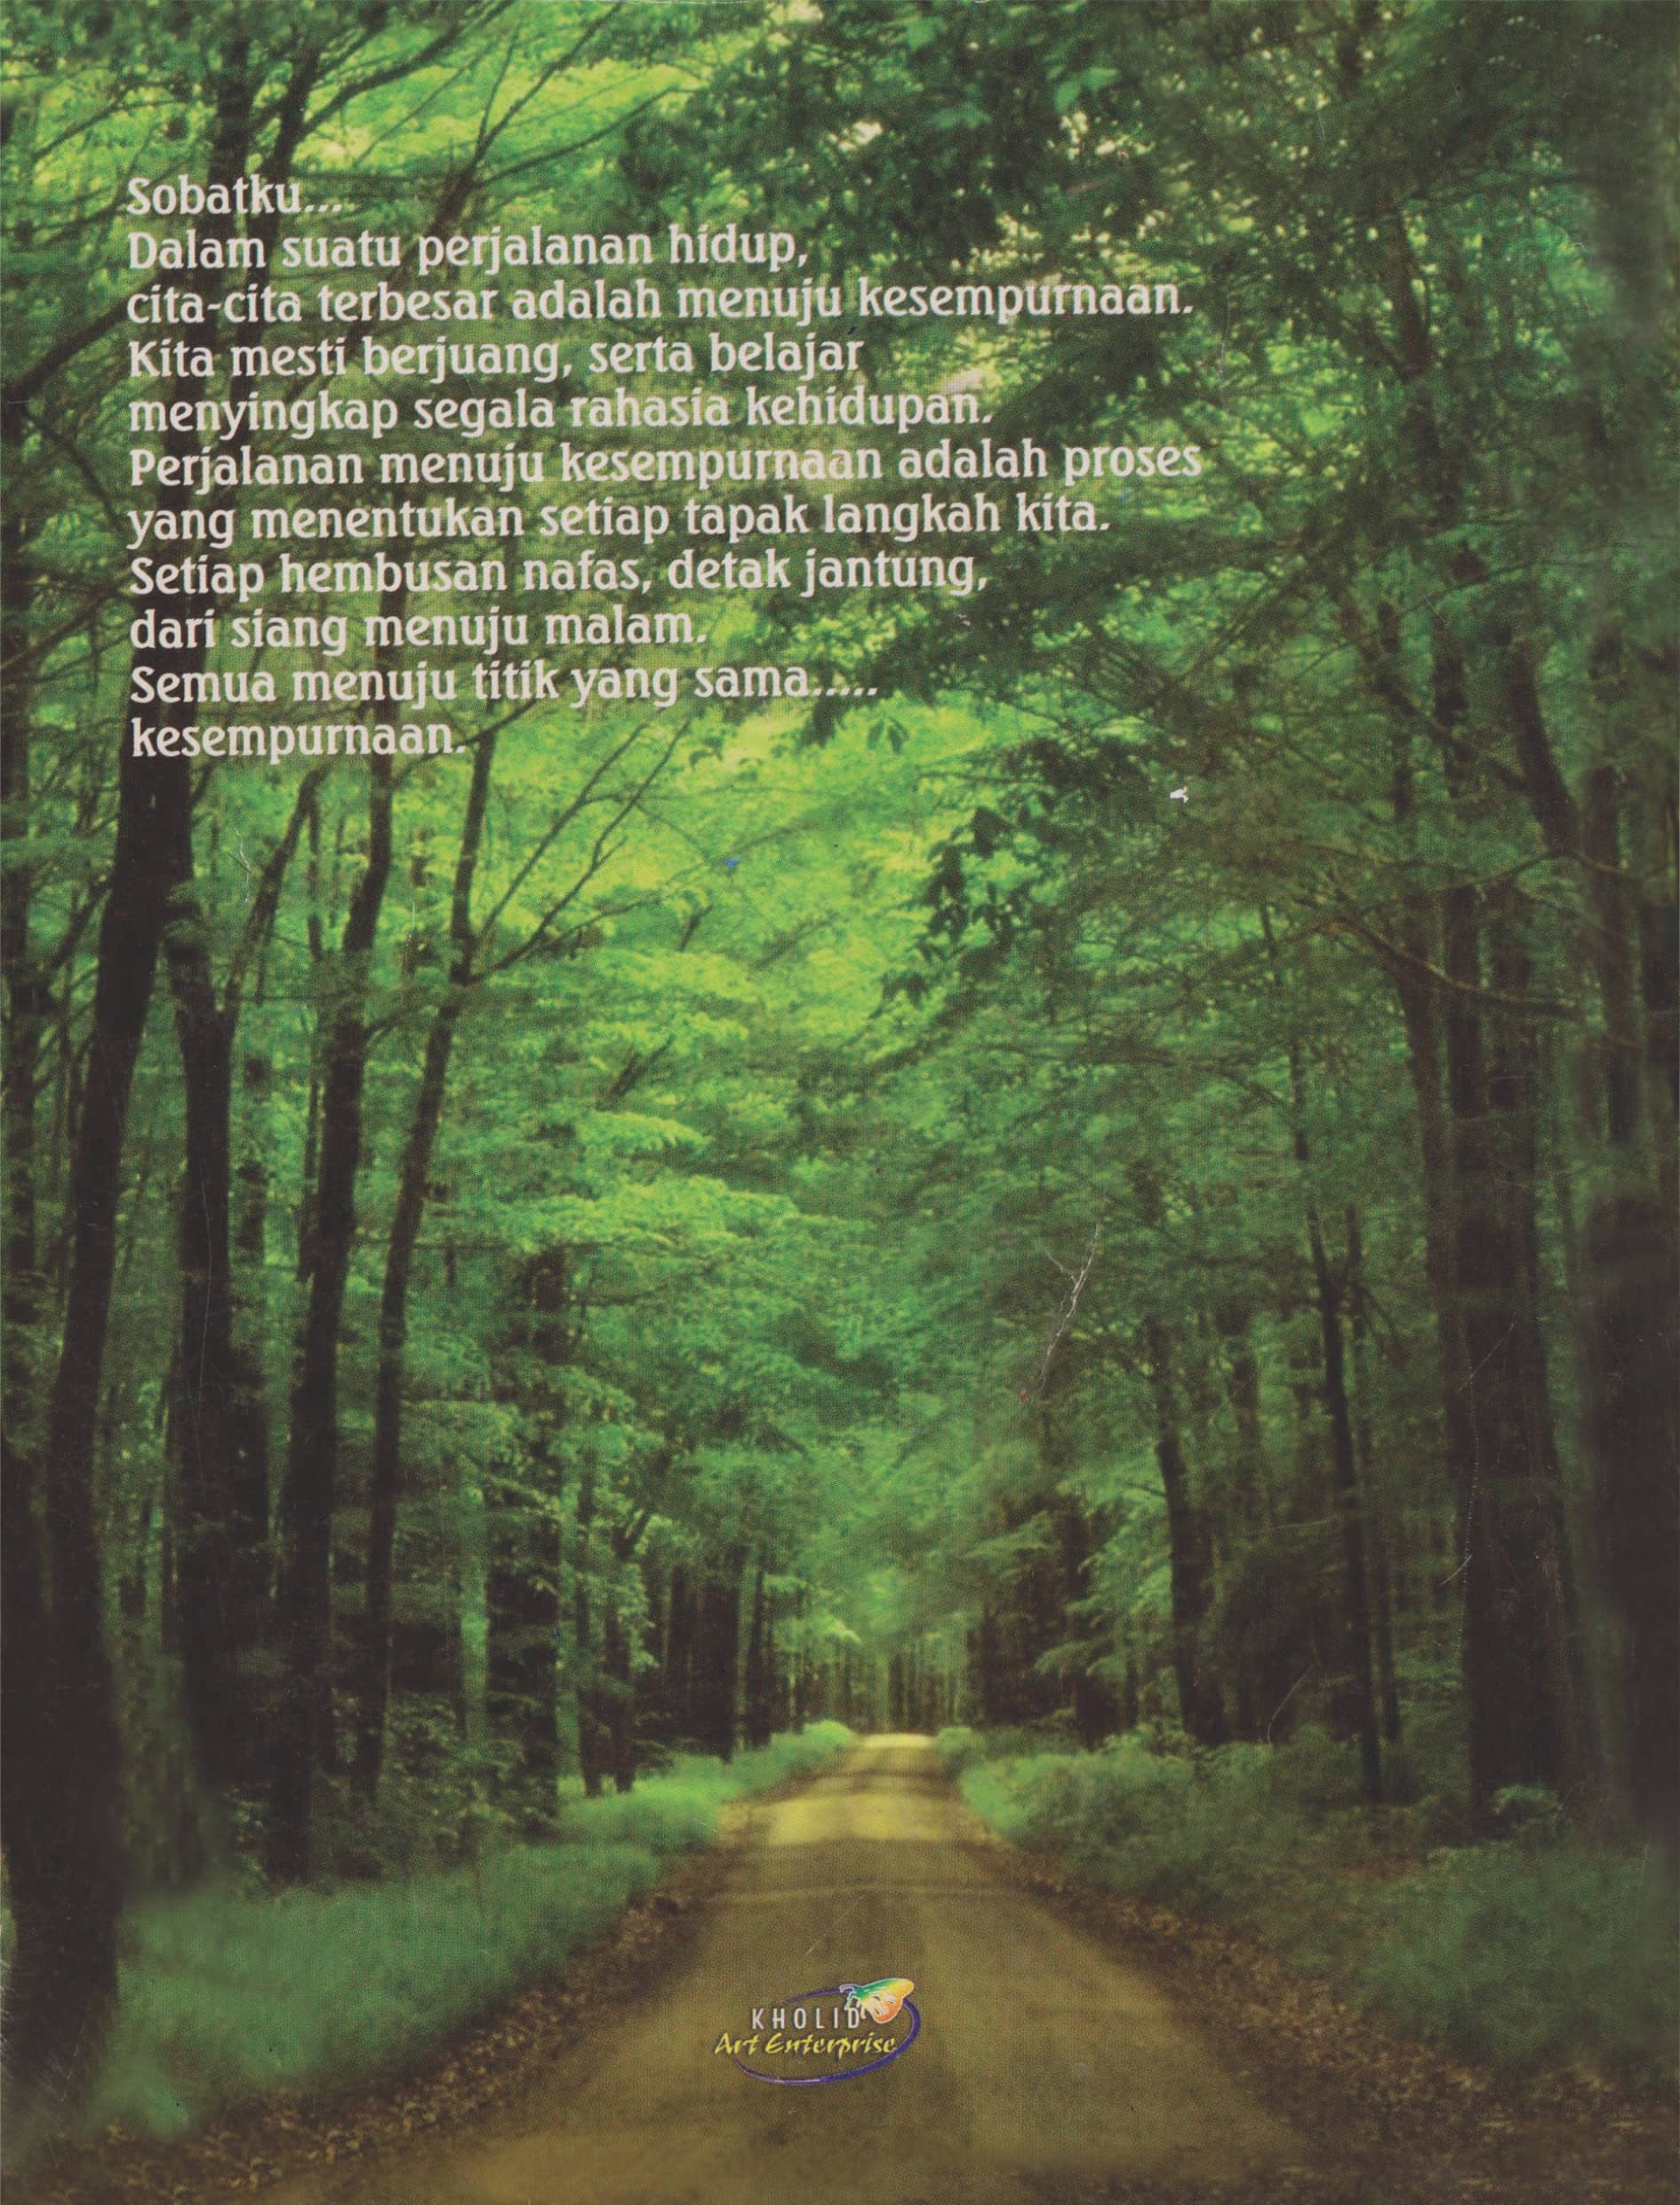 Sobatku...
Dalam suatu perjalanan hidup,
cita-cita terbesar adalah menuju kesempurnaan.
Kita mesti berjuang, serta belajar
menyingkap segala rahasia kehidupan.
Perjalanan menuju kesempurnaan adalah proses
yang menentukan setiap tapak langkah kita.
Setiap hembusan nafas, detak jantung,
dari siang menuju malam.
Semua menuju titik yang sama.....
kesempurnaan.
KHOLID
Art Enterprise